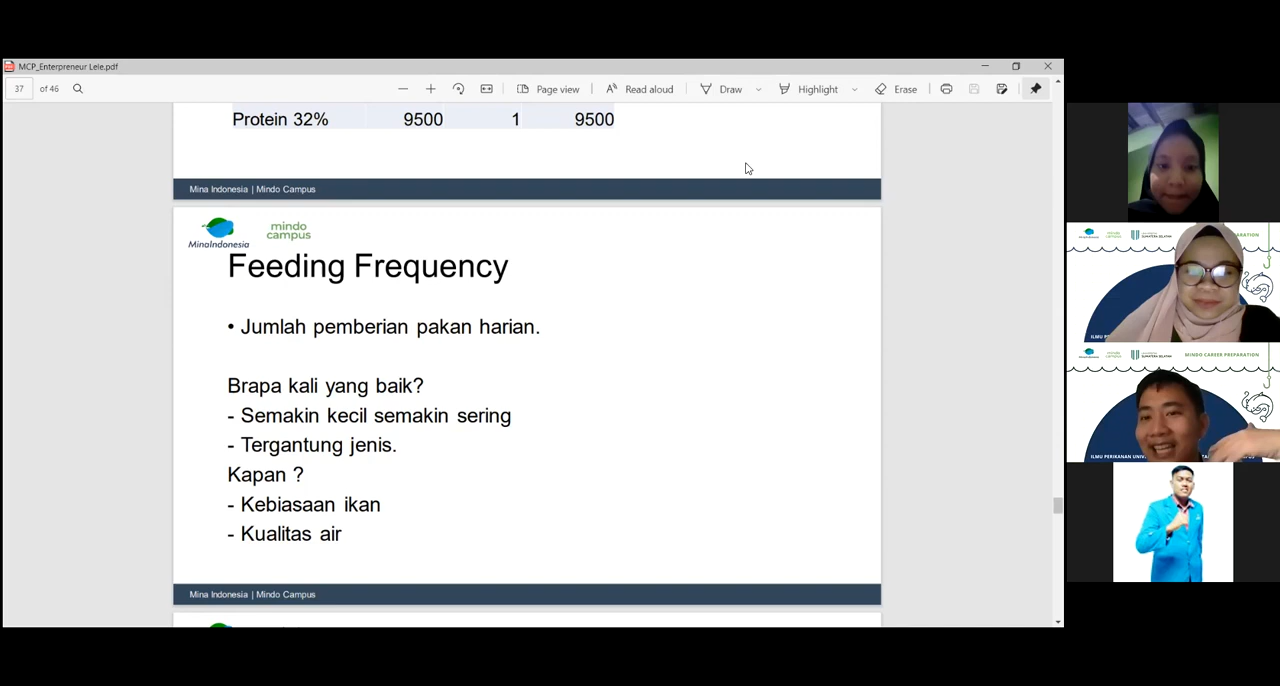 MCP_Enterpreneur Lele.pdf
37 of 46
Page view
Read aloud
Draw
Highlight
Erase
Protein 32% 9500 1 9500
Mina Indonesia | Mindo Campus
MinaIndonesia
mindo campus
Feeding Frequency
• Jumlah pemberian pakan harian.
Brapa kali yang baik?
- Semakin kecil semakin sering
- Tergantung jenis.
Kapan ?
- Kebiasaan ikan
- Kualitas air
Mina Indonesia | Mindo Campus
MINDO CAREER PREPARATION